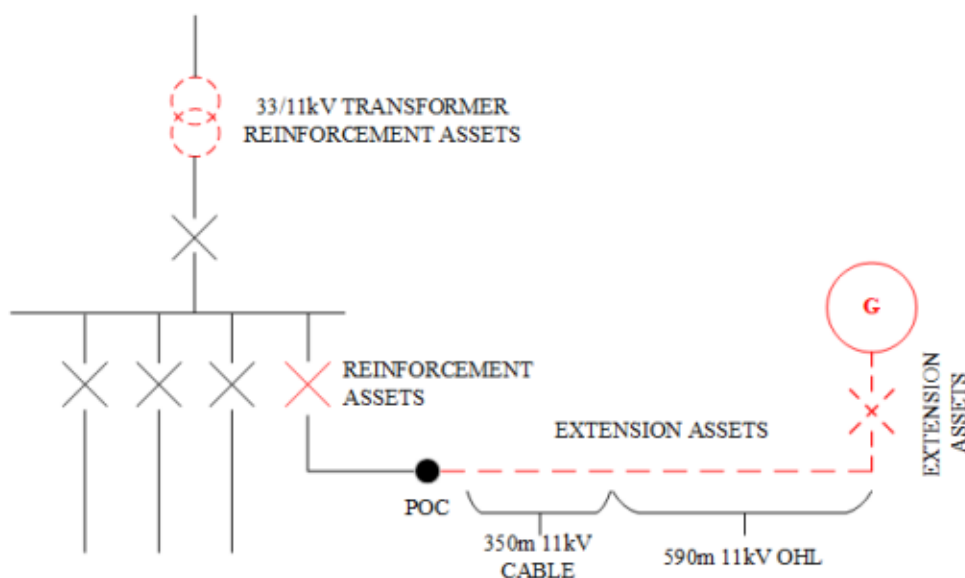 33/11kV TRANSFORMER
REINFORCEMENT ASSETS
G
REINFORCEMENT
ASSETS
EXTENSION ASSETS
EXTENSION
ASSETS
POC
350m 11kV
CABLE
590m 11kV OHL